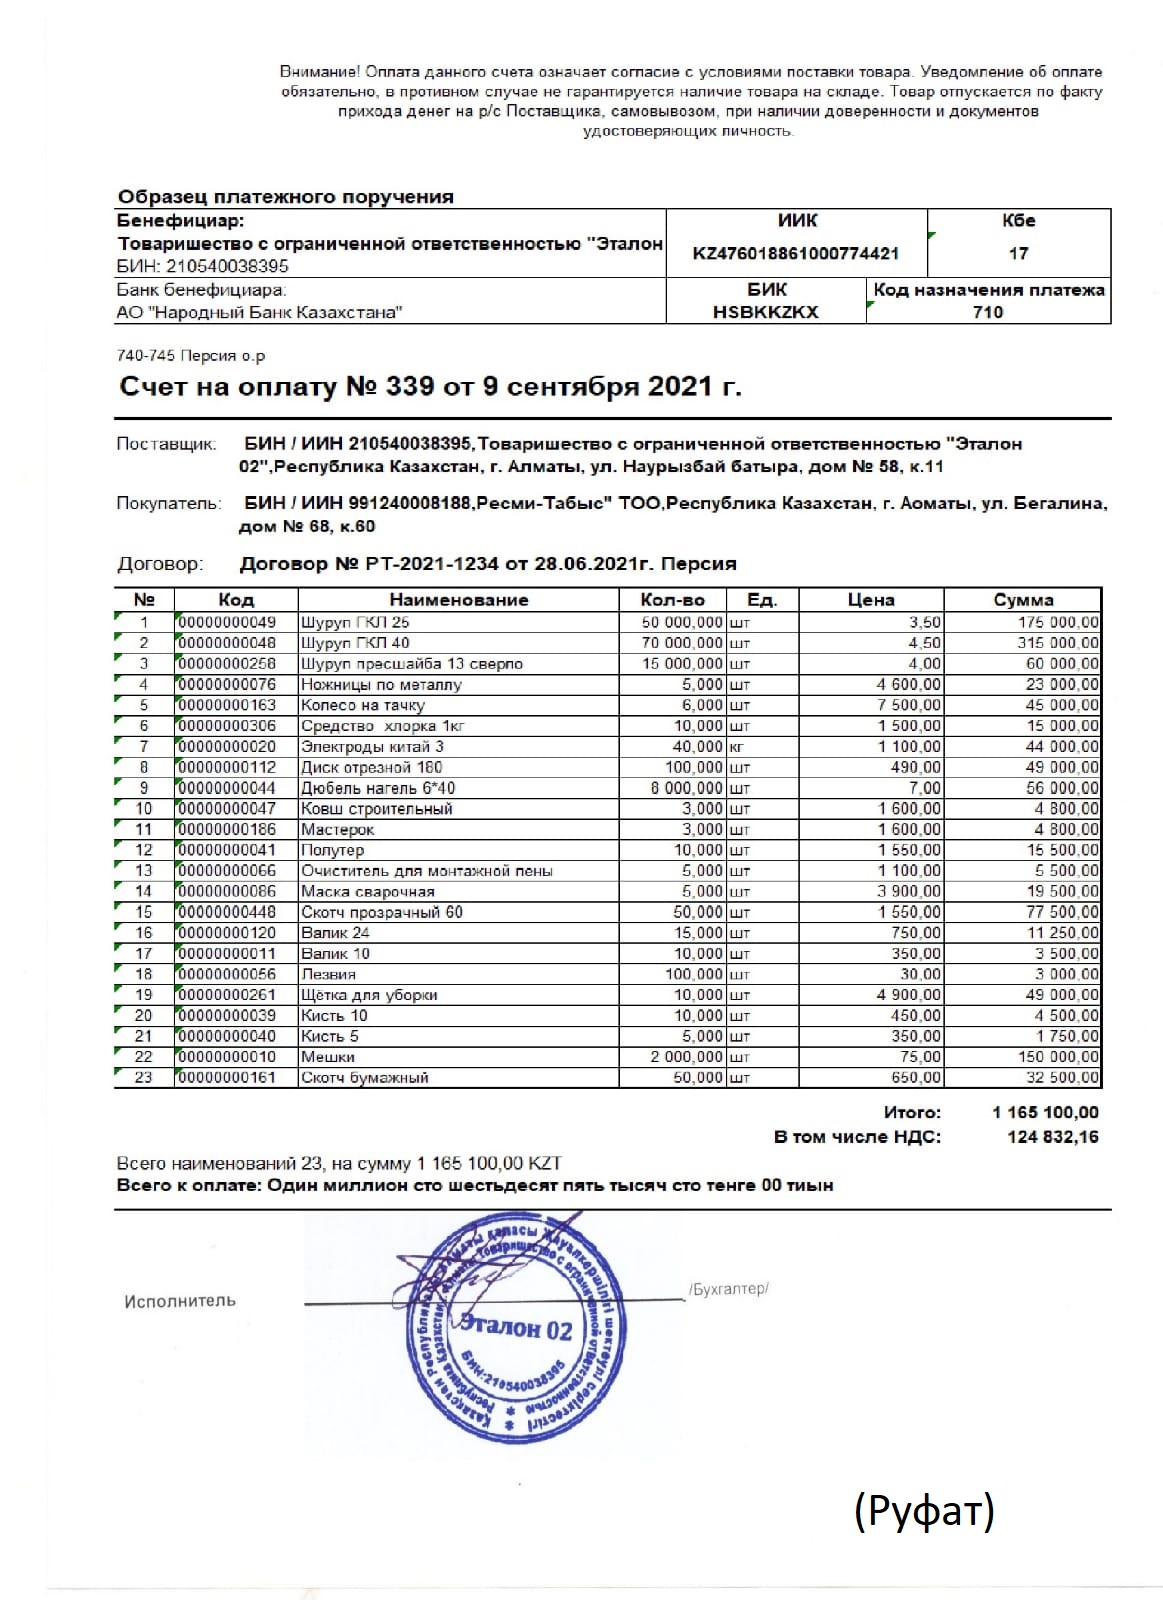 Внимание! Оплата данного счета означает согласие с условиями поставки товара. Уведомление об оплате
обязательно, в противном случае не гарантируется наличие товара на складе. Товар отпускается по факту
прихода денег на р/с Поставщика, самовывозом, при наличии доверенности и документов
удостоверяющих личность.
Образец платежного поручения
Бенефициар: ИИК Кбе
Товарищество с ограниченной ответственностью "Эталон KZ476018861000774421 17
БИН: 210540038395
Банк бенефициара: БИК Код назначения платежа
АО "Народный Банк Казахстана" HSBKKZKX 710
740-745 Персия о.р
Счет на оплату № 339 от 9 сентября 2021 г.
Поставщик: БИН / ИИН 210540038395,Товарищество с ограниченной ответственностью "Эталон
02",Республика Казахстан, г. Алматы, ул. Наурызбай батыра, дом № 58, к.11
Покупатель: БИН / ИИН 991240008188,Ресми-Табыс" ТОО,Республика Казахстан, г. Аоматы, ул. Бегалина,
дом № 68, к.60
Договор: Договор № РТ-2021-1234 от 28.06.2021г. Персия
№ Код Наименование Кол-во Ед. Цена Сумма
1 00000000049 Шуруп ГКЛ 25 50 000,000 шт 3,50 175 000,00
2 00000000048 Шуруп ГКЛ 40 70 000,000 шт 4,50 315 000,00
3 00000000258 Шуруп пресшайба 13 сверло 15 000,000 шт 4,00 60 000,00
4 00000000076 Ножницы по металлу 5,000 шт 4 600,00 23 000,00
5 00000000163 Колесо на тачку 6,000 шт 7 500,00 45 000,00
6 00000000306 Средство хлорка 1кг 10,000 шт 1 500,00 15 000,00
7 00000000020 Электроды китай 3 40,000 кг 1 100,00 44 000,00
8 00000000112 Диск отрезной 180 100,000 шт 490,00 49 000,00
9 00000000044 Дюбель нагель 6*40 8 000,000 шт 7,00 56 000,00
10 00000000047 Ковш строительный 3,000 шт 1 600,00 4 800,00
11 00000000186 Мастерок 3,000 шт 1 600,00 4 800,00
12 00000000041 Полутер 10,000 шт 1 550,00 15 500,00
13 00000000066 Очиститель для монтажной пены 5,000 шт 1 100,00 5 500,00
14 00000000086 Маска сварочная 5,000 шт 3 900,00 19 500,00
15 00000000448 Скотч прозрачный 60 50,000 шт 1 550,00 77 500,00
16 00000000120 Валик 24 15,000 шт 750,00 11 250,00
17 00000000011 Валик 10 10,000 шт 350,00 3 500,00
18 00000000056 Лезвия 100,000 шт 30,00 3 000,00
19 00000000261 Щётка для уборки 10,000 шт 4 900,00 49 000,00
20 00000000039 Кисть 10 10,000 шт 450,00 4 500,00
21 00000000040 Кисть 5 5,000 шт 350,00 1 750,00
22 00000000010 Мешки 2 000,000 шт 75,00 150 000,00
23 00000000161 Скотч бумажный 50,000 шт 650,00 32 500,00
Итого: 1 165 100,00
В том числе НДС: 124 832,16
Всего наименований 23, на сумму 1 165 100,00 KZT
Всего к оплате: Один миллион сто шестьдесят пять тысяч сто тенге 00 тиын
Исполнитель /Бухгалтер/
Қазақстан Республикасы Алматы қаласы Жауапкершілігі шектеулі серіктестігі
Республика Казахстан Товарищество с ограниченной ответственностью
Эталон 02
БИН:210540038395
(Руфат)